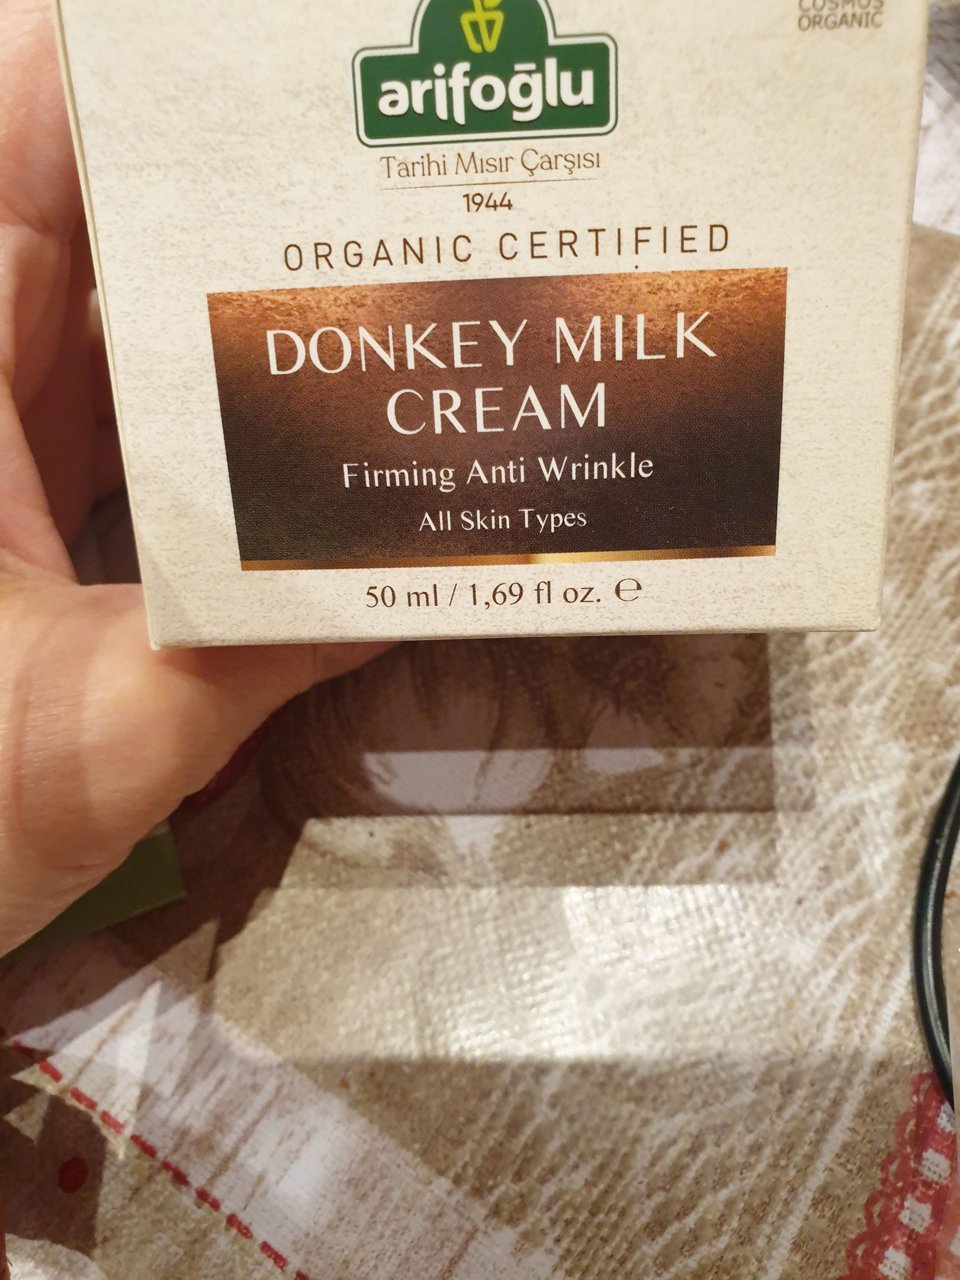 COSMOS
ORGANIC
arifoğlu
Tarihi Mısır Çarşısı
1944
ORGANIC CERTIFIED
DONKEY MILK
CREAM
Firming Anti Wrinkle
All Skin Types
50 ml / 1,69 fl oz. ℮